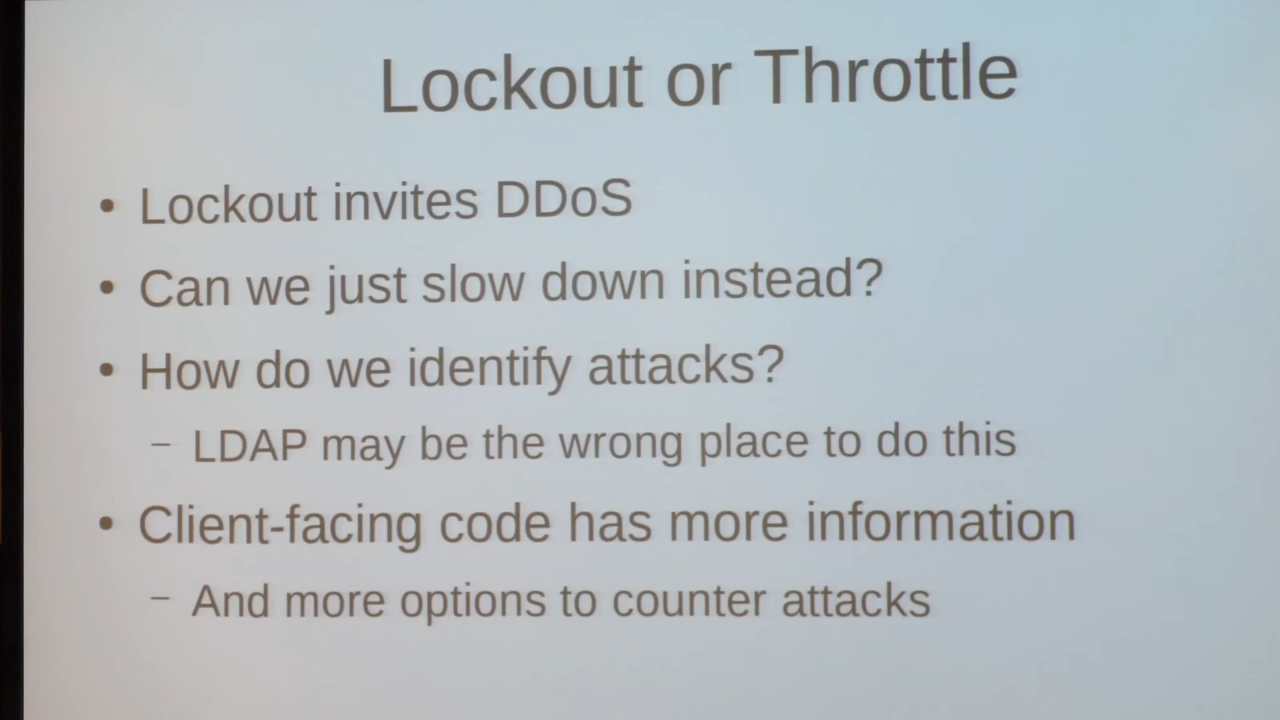 Lockout or Throttle
• Lockout invites DDoS
• Can we just slow down instead?
• How do we identify attacks?
– LDAP may be the wrong place to do this
• Client-facing code has more information
– And more options to counter attacks